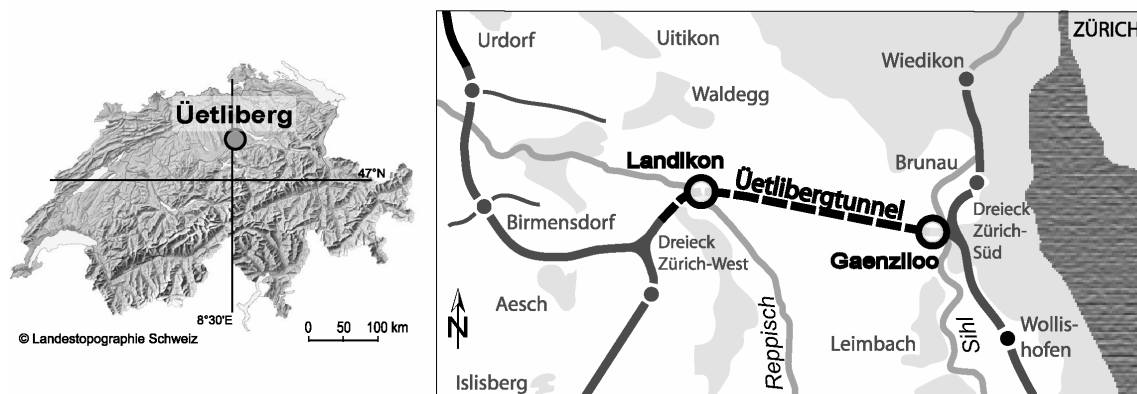 Üetliberg
47°N
8°30'E
0 50 100 km
© Landestopographie Schweiz
ZÜRICH
Urdorf
Uitikon
Wiedikon
Waldegg
Landikon
Brunau
Üetlibergtunnel
Birmensdorf
Dreieck
Zürich-
Süd
Dreieck
Zürich-West
Gaenziloo
Aesch
N
Reppisch
Leimbach
Sihl
Wollis-
hofen
Islisberg